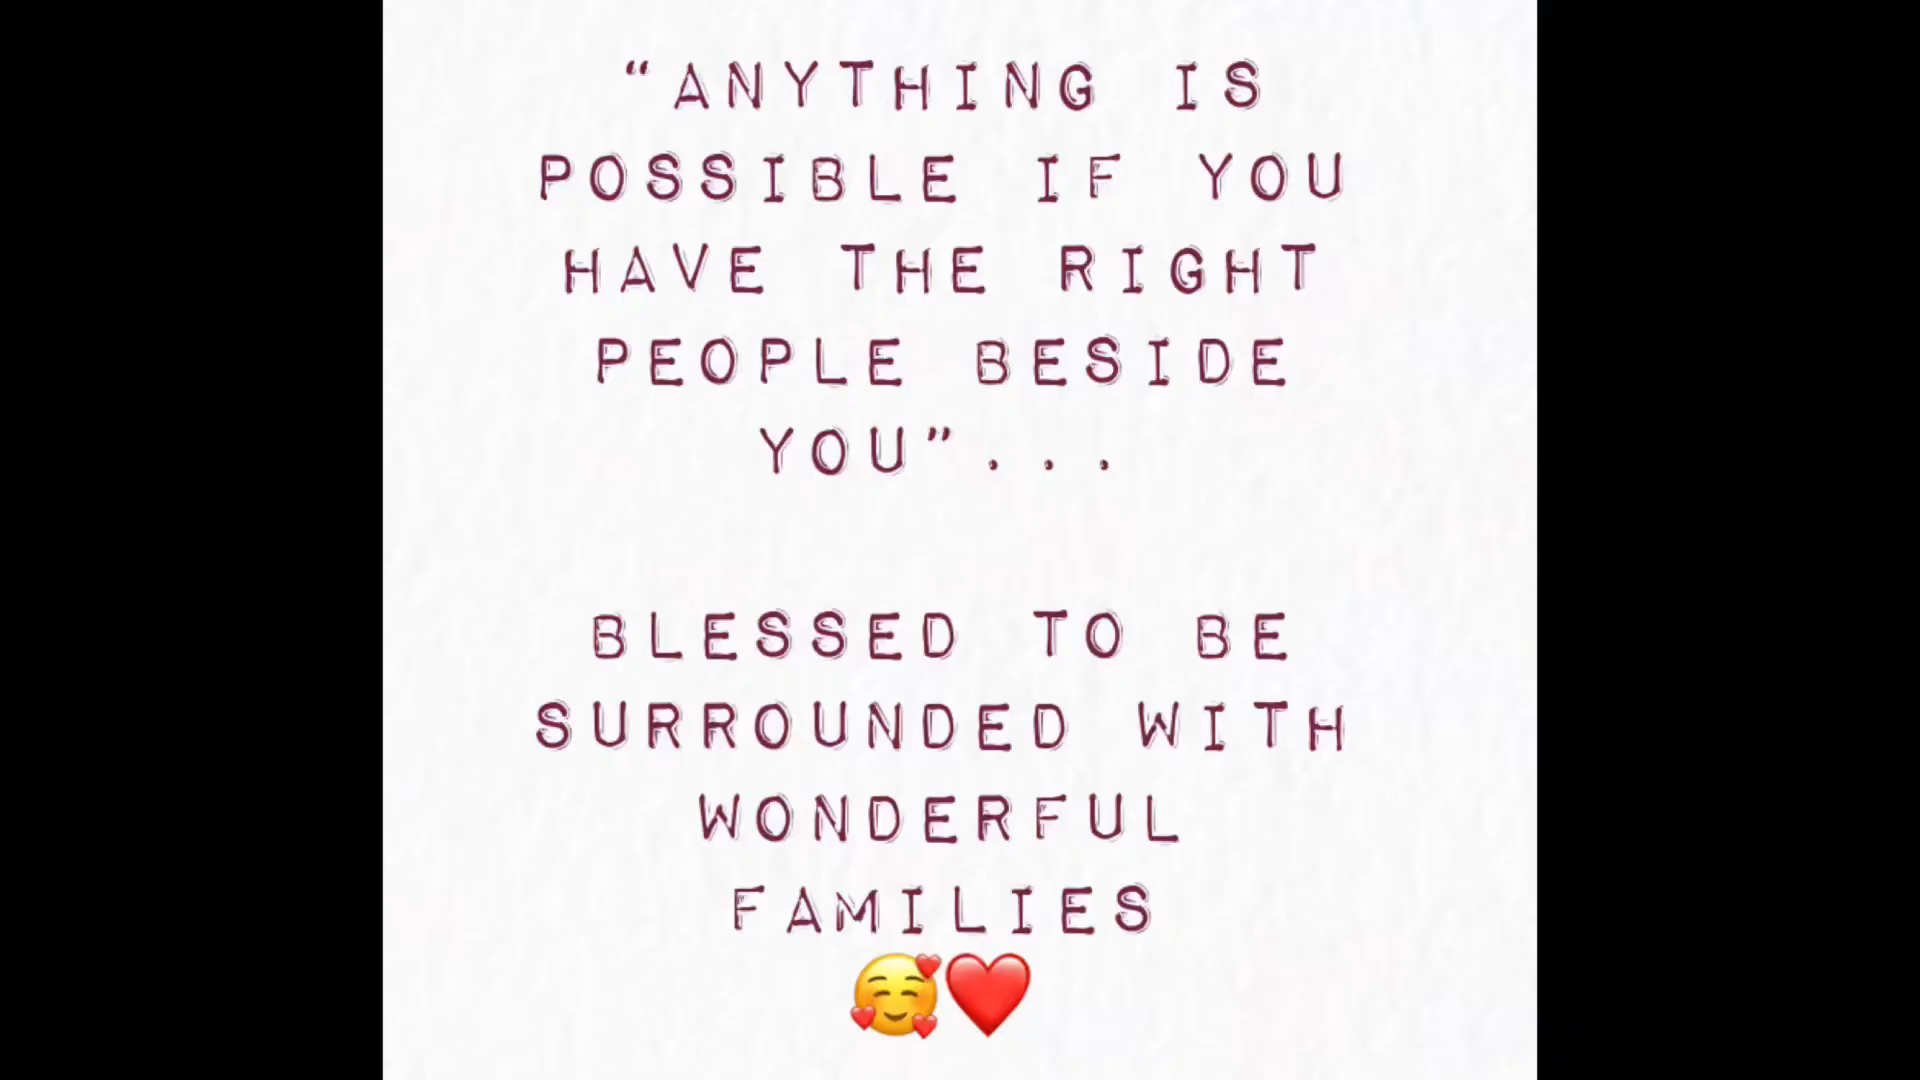 “ANYTHING IS
POSSIBLE IF YOU
HAVE THE RIGHT
PEOPLE BESIDE
YOU”...
BLESSED TO BE
SURROUNDED WITH
WONDERFUL
FAMILIES
🥰❤️